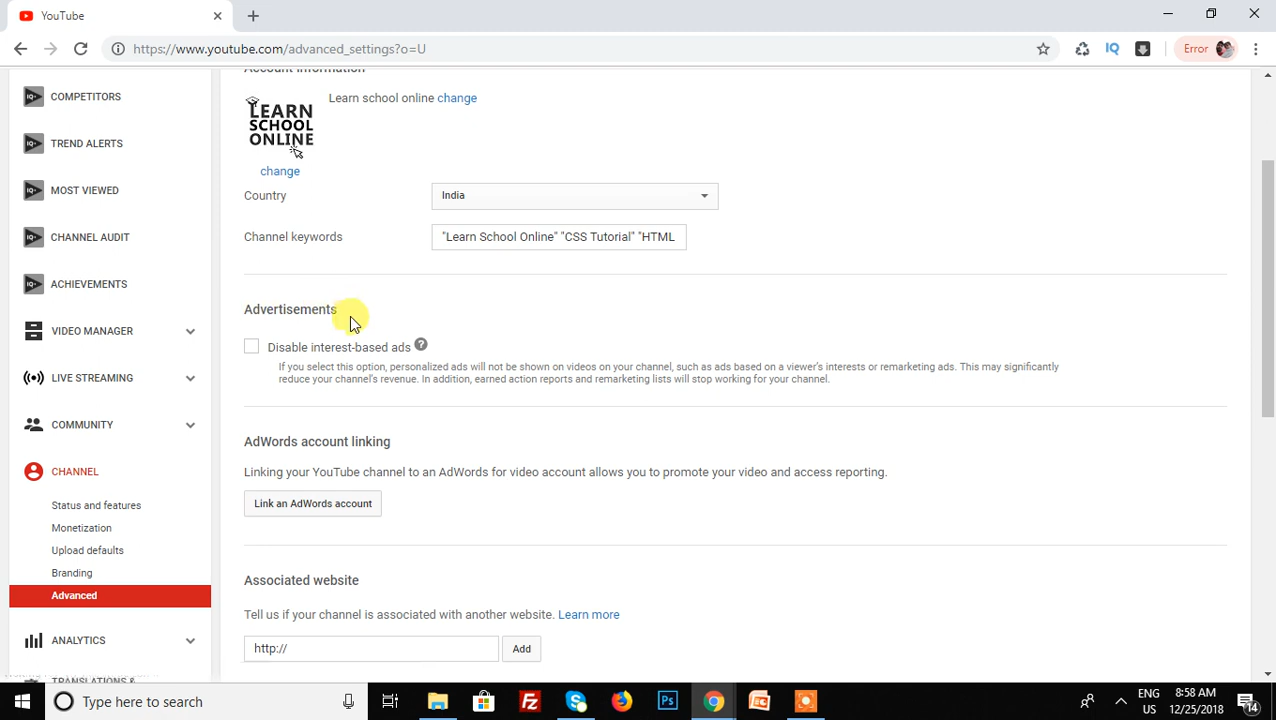 YouTube
https://www.youtube.com/advanced_settings?o=U
IQ
Error
Account information
COMPETITORS
TREND ALERTS
MOST VIEWED
CHANNEL AUDIT
ACHIEVEMENTS
VIDEO MANAGER
LIVE STREAMING
COMMUNITY
CHANNEL
Status and features
Monetization
Upload defaults
Branding
Advanced
ANALYTICS
TRANSLATIONS &
LEARN
SCHOOL
ONLINE
Learn school online change
change
Country
India
Channel keywords
"Learn School Online" "CSS Tutorial" "HTML
Advertisements
Disable interest-based ads
If you select this option, personalized ads will not be shown on videos on your channel, such as ads based on a viewer's interests or remarketing ads. This may significantly
reduce your channel's revenue. In addition, earned action reports and remarketing lists will stop working for your channel.
AdWords account linking
Linking your YouTube channel to an AdWords for video account allows you to promote your video and access reporting.
Link an AdWords account
Associated website
Tell us if your channel is associated with another website. Learn more
http://
Add
Type here to search
ENG
US
8:58 AM
12/25/2018
14